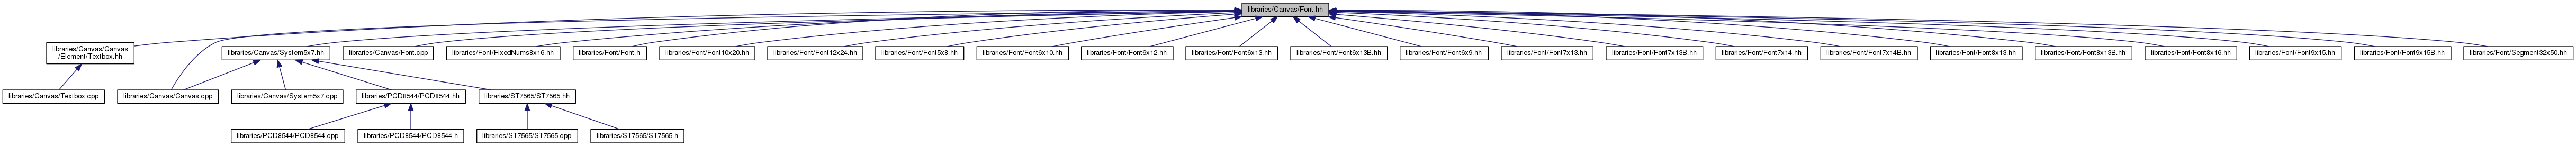 libraries/Canvas/Font.hh
libraries/Canvas/Canvas
/Element/Textbox.hh
libraries/Canvas/System5x7.hh
libraries/Canvas/Font.cpp
libraries/Font/FixedNums8x16.hh
libraries/Font/Font.h
libraries/Font/Font10x20.hh
libraries/Font/Font12x24.hh
libraries/Font/Font5x8.hh
libraries/Font/Font6x10.hh
libraries/Font/Font6x12.hh
libraries/Font/Font6x13.hh
libraries/Font/Font6x13B.hh
libraries/Font/Font6x9.hh
libraries/Font/Font7x13.hh
libraries/Font/Font7x13B.hh
libraries/Font/Font7x14.hh
libraries/Font/Font7x14B.hh
libraries/Font/Font8x13.hh
libraries/Font/Font8x13B.hh
libraries/Font/Font8x16.hh
libraries/Font/Font9x15.hh
libraries/Font/Font9x15B.hh
libraries/Font/Segment32x50.hh
libraries/Canvas/Textbox.cpp
libraries/Canvas/Canvas.cpp
libraries/Canvas/System5x7.cpp
libraries/PCD8544/PCD8544.hh
libraries/ST7565/ST7565.hh
libraries/PCD8544/PCD8544.cpp
libraries/PCD8544/PCD8544.h
libraries/ST7565/ST7565.cpp
libraries/ST7565/ST7565.h